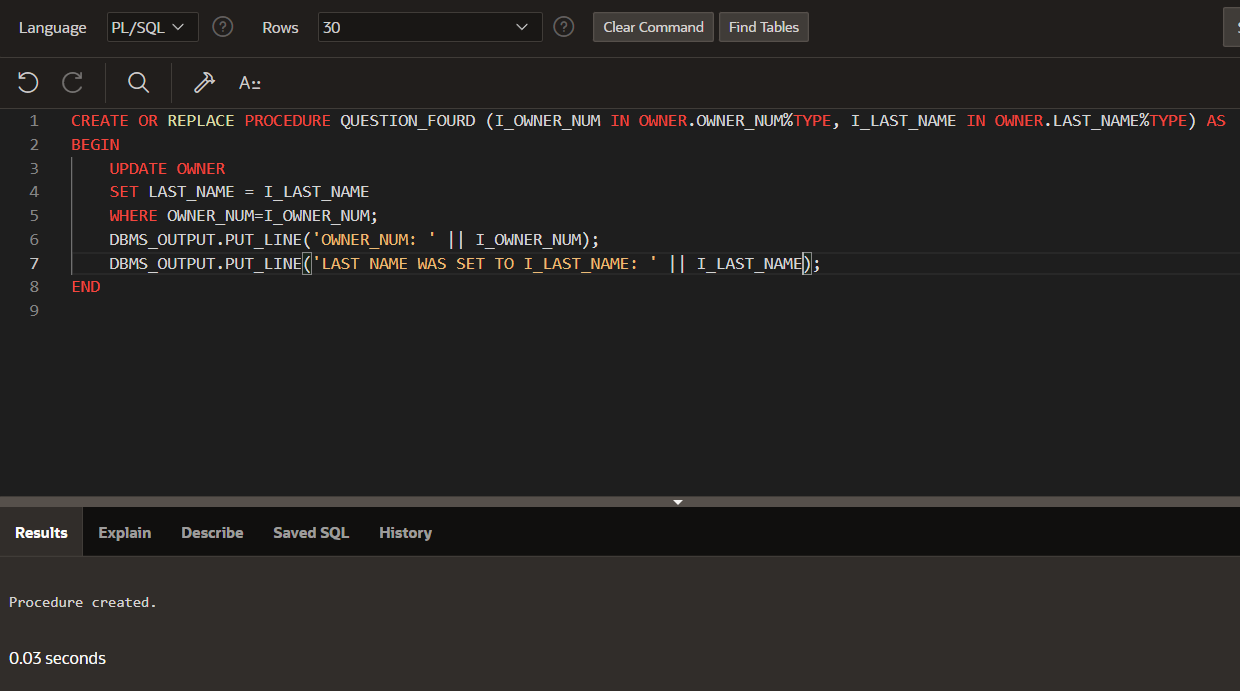 Language PL/SQL ? Rows 30 ? Clear Command Find Tables
A::
1 CREATE OR REPLACE PROCEDURE QUESTION_FOURD (I_OWNER_NUM IN OWNER.OWNER_NUM%TYPE, I_LAST_NAME IN OWNER.LAST_NAME%TYPE) AS
2 BEGIN
3 UPDATE OWNER
4 SET LAST_NAME = I_LAST_NAME
5 WHERE OWNER_NUM=I_OWNER_NUM;
6 DBMS_OUTPUT.PUT_LINE('OWNER_NUM: ' || I_OWNER_NUM);
7 DBMS_OUTPUT.PUT_LINE('LAST NAME WAS SET TO I_LAST_NAME: ' || I_LAST_NAME);
8 END
9
Results Explain Describe Saved SQL History
Procedure created.
0.03 seconds